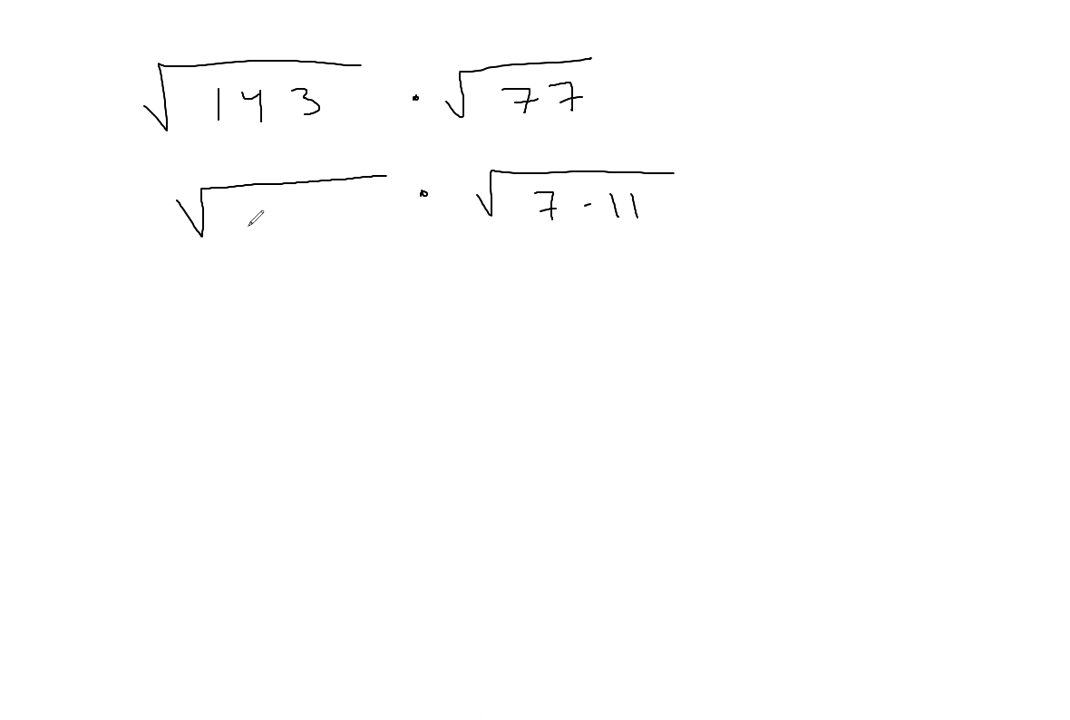 √143 · √77
√ · √7·11